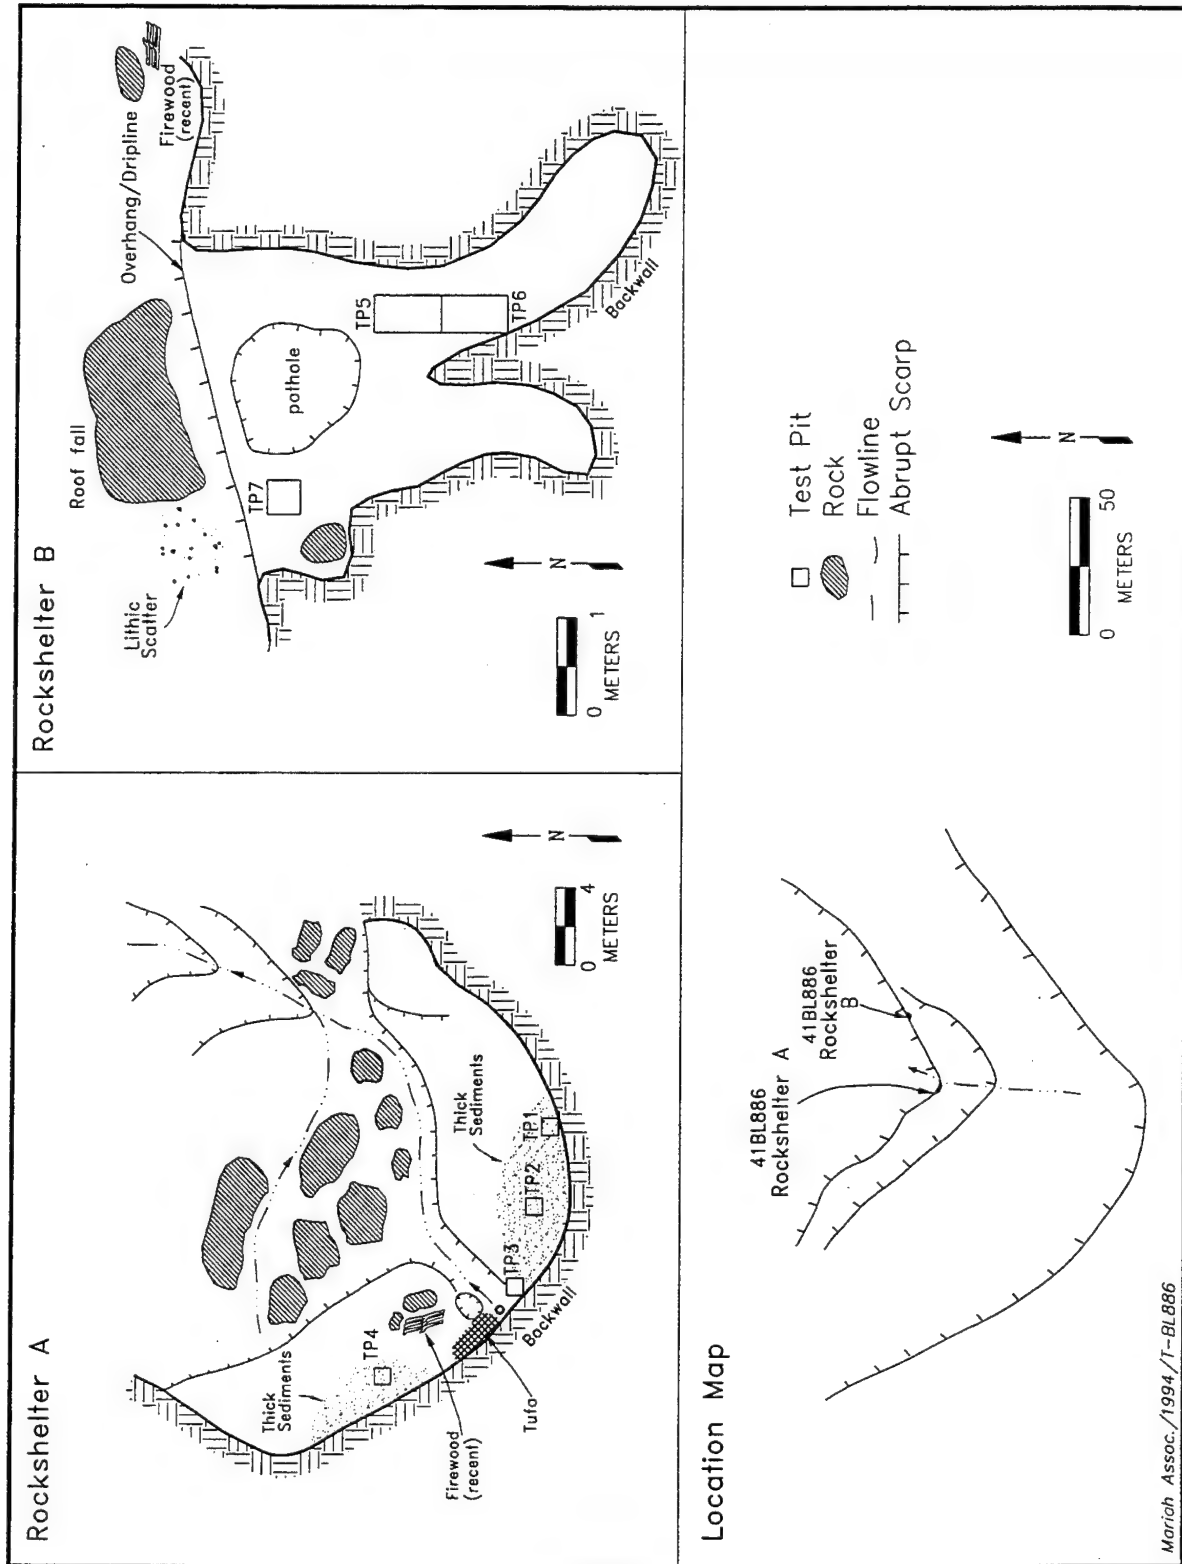 Rockshelter A
Thick
Sediments
TP4
Firewood
(recent)
Tufa
Backwall
TP3
TP2
TP1
Thick
Sediments
0 4
METERS
N
Rockshelter B
Lithic
Scatter
Roof fall
Overhang/Dripline
Firewood
(recent)
TP7
pothole
TP5
TP6
Backwall
0 1
METERS
N
Location Map
41BL886
Rockshelter A
41BL886
Rockshelter
B
Test Pit
Rock
Flowline
Abrupt Scarp
0 50
METERS
N
Mariah Assoc./1994/T-BL886